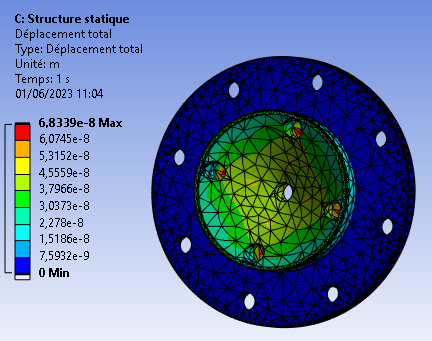 C: Structure statique
Déplacement total
Type: Déplacement total
Unité: m
Temps: 1 s
01/06/2023 11:04
6,8339e-8 Max
6,0745e-8
5,3152e-8
4,5559e-8
3,7966e-8
3,0373e-8
2,278e-8
1,5186e-8
7,5932e-9
0 Min